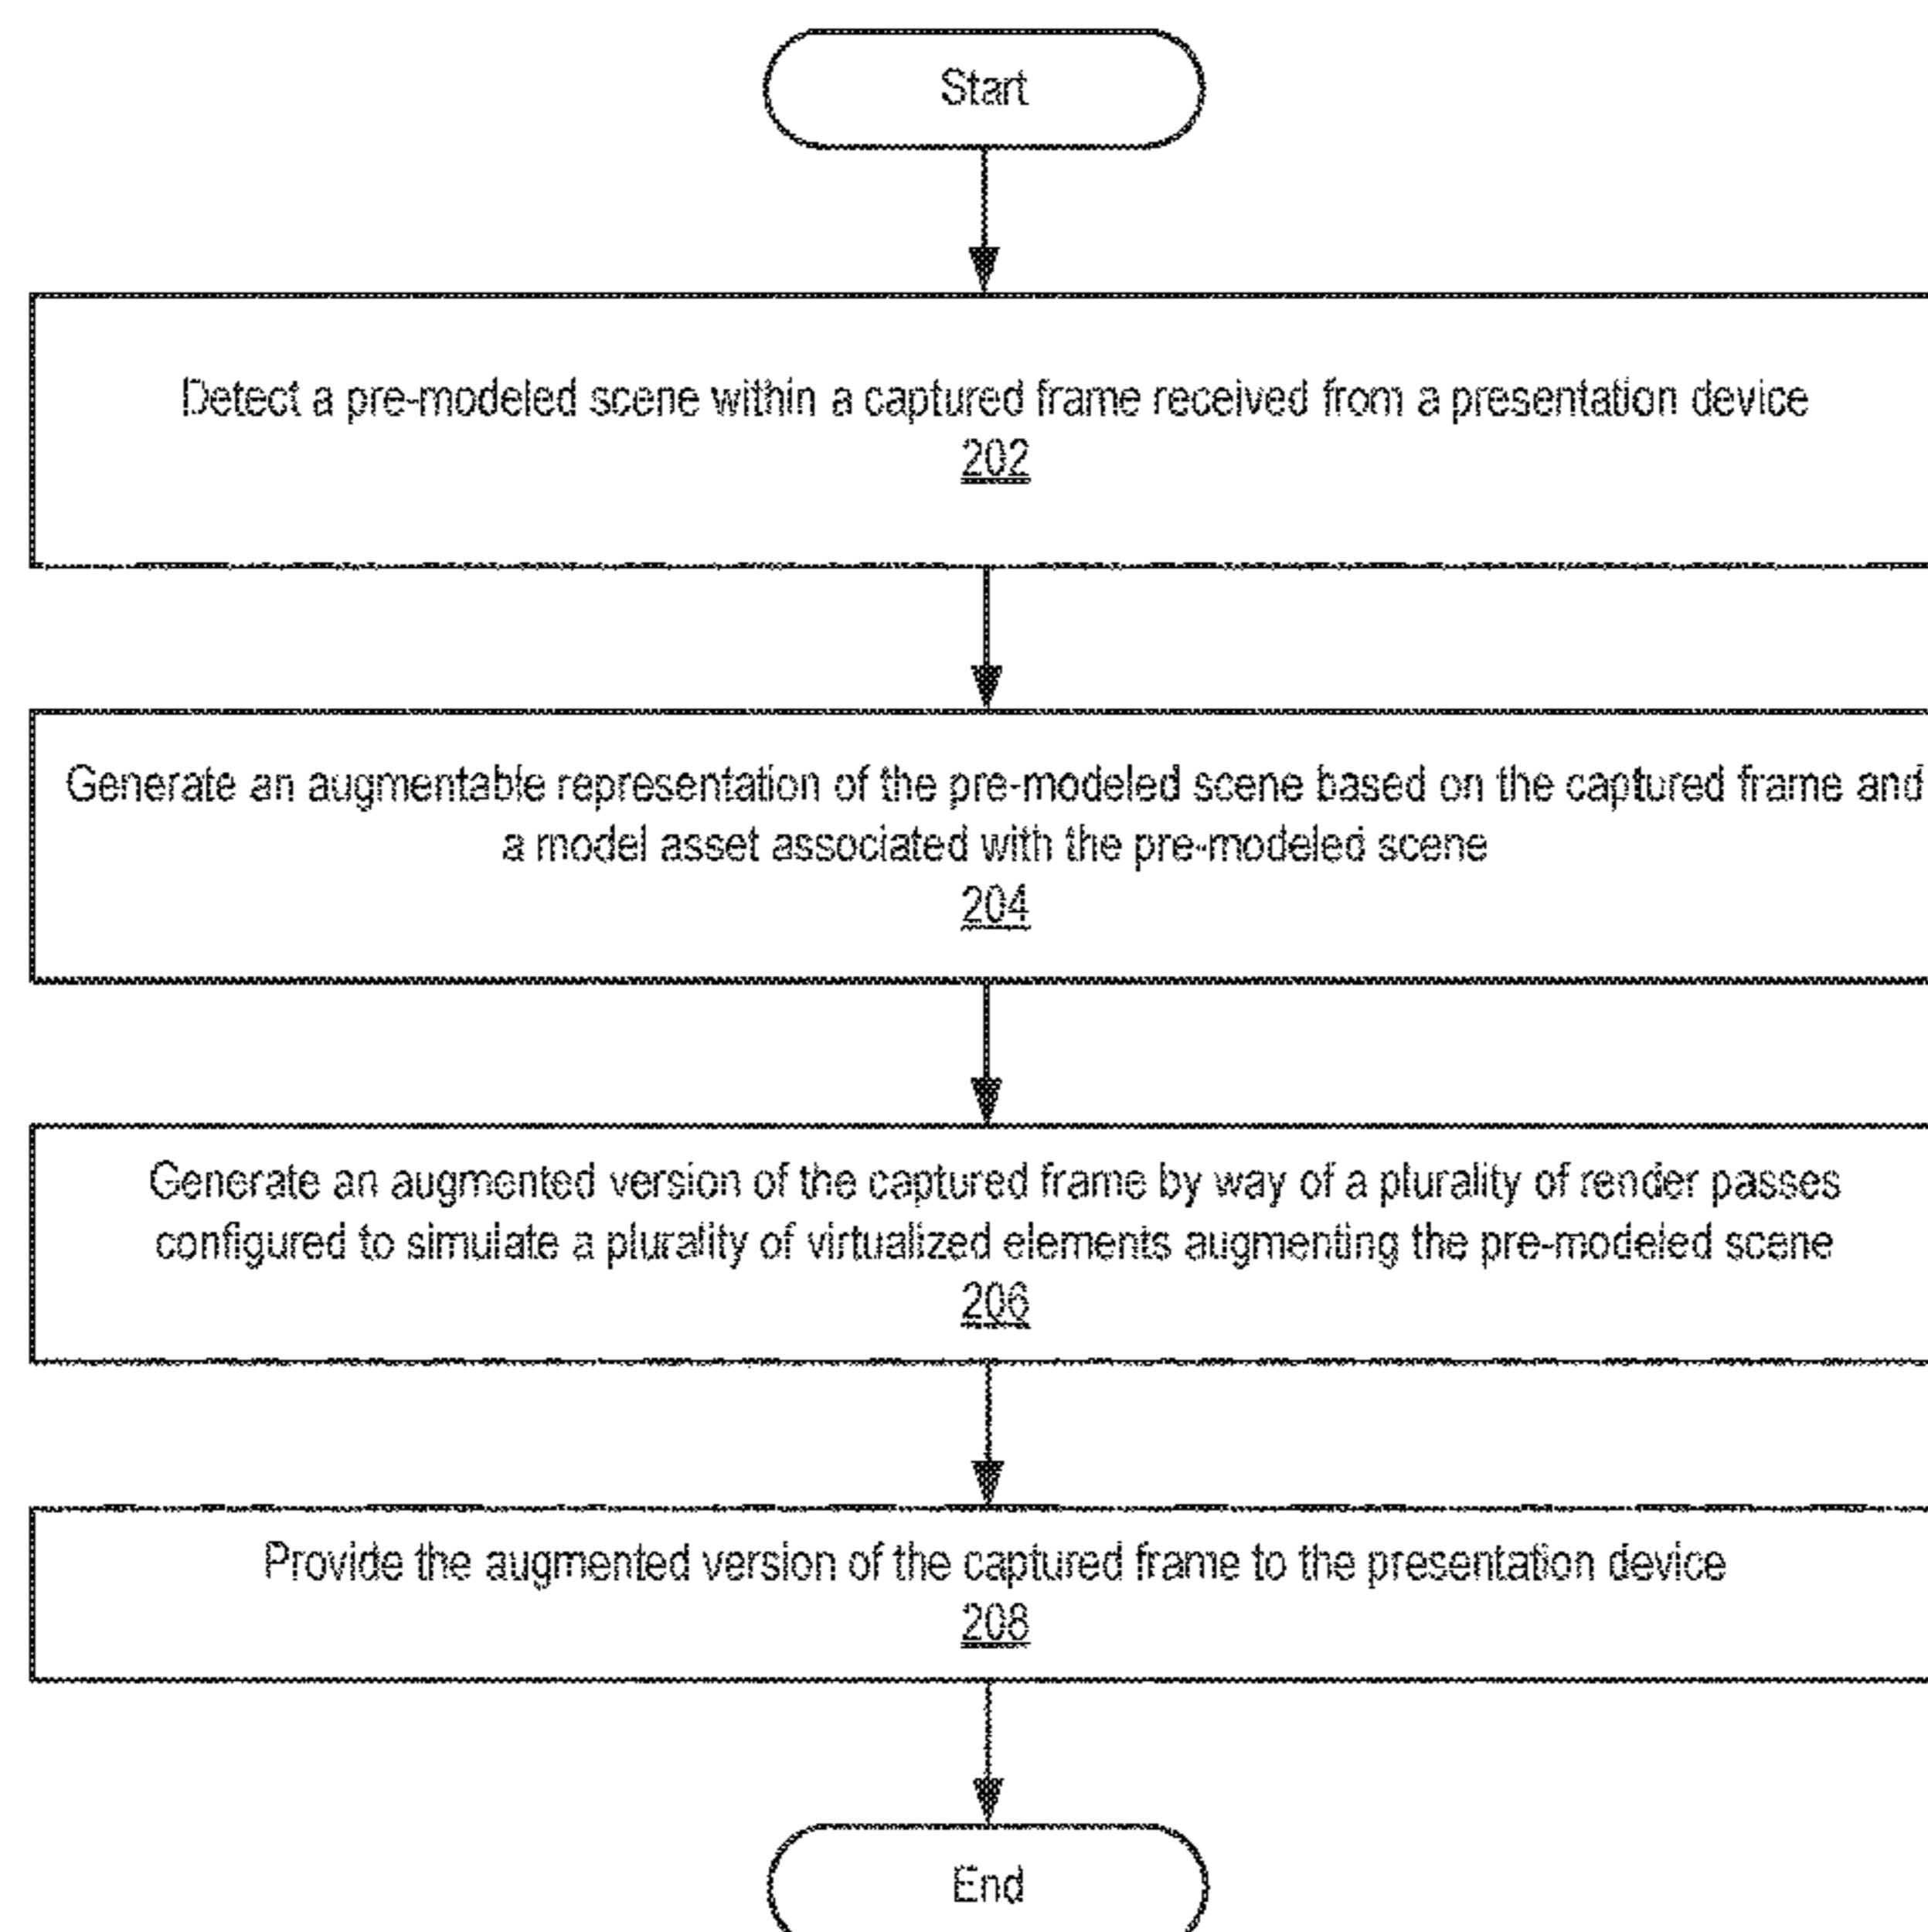 Start
Detect a pre-modeled scene within a captured frame received from a presentation device
202
Generate an augmentable representation of the pre-modeled scene based on the captured frame and
a model asset associated with the pre-modeled scene
204
Generate an augmented version of the captured frame by way of a plurality of render passes
configured to simulate a plurality of virtualized elements augmenting the pre-modeled scene
206
Provide the augmented version of the captured frame to the presentation device
208
End